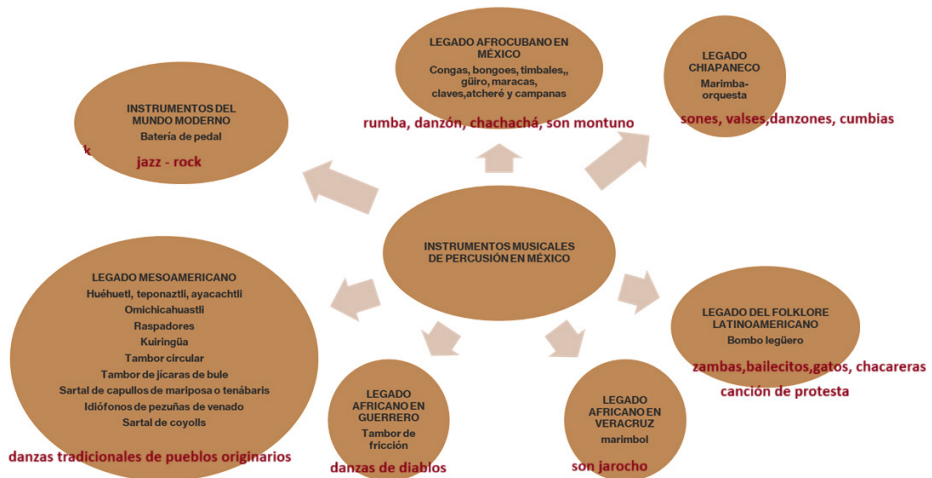 LEGADO AFROCUBANO EN
MÉXICO
Congas, bongoes, timbales,,
güiro, maracas,
claves,atcheré y campanas
rumba, danzón, chachachá, son montuno
LEGADO
CHIAPANECO
Marimba-
orquesta
sones, valses,danzones, cumbias
INSTRUMENTOS DEL
MUNDO MODERNO
Batería de pedal
k
jazz - rock
INSTRUMENTOS MUSICALES
DE PERCUSIÓN EN MÉXICO
LEGADO MESOAMERICANO
Huéhuetl, teponaztli, ayacachtli
Omichicahuastli
Raspadores
Kuiringüa
Tambor circular
Tambor de jícaras de bule
Sartal de capullos de mariposa o tenábaris
Idiófonos de pezuñas de venado
Sartal de coyolls
danzas tradicionales de pueblos originarios
LEGADO
AFRICANO EN
GUERRERO
Tambor de
fricción
danzas de diablos
LEGADO
AFRICANO EN
VERACRUZ
marimbol
son jarocho
LEGADO DEL FOLKLORE
LATINOAMERICANO
Bombo legüero
zambas,bailecitos,gatos, chacareras
canción de protesta